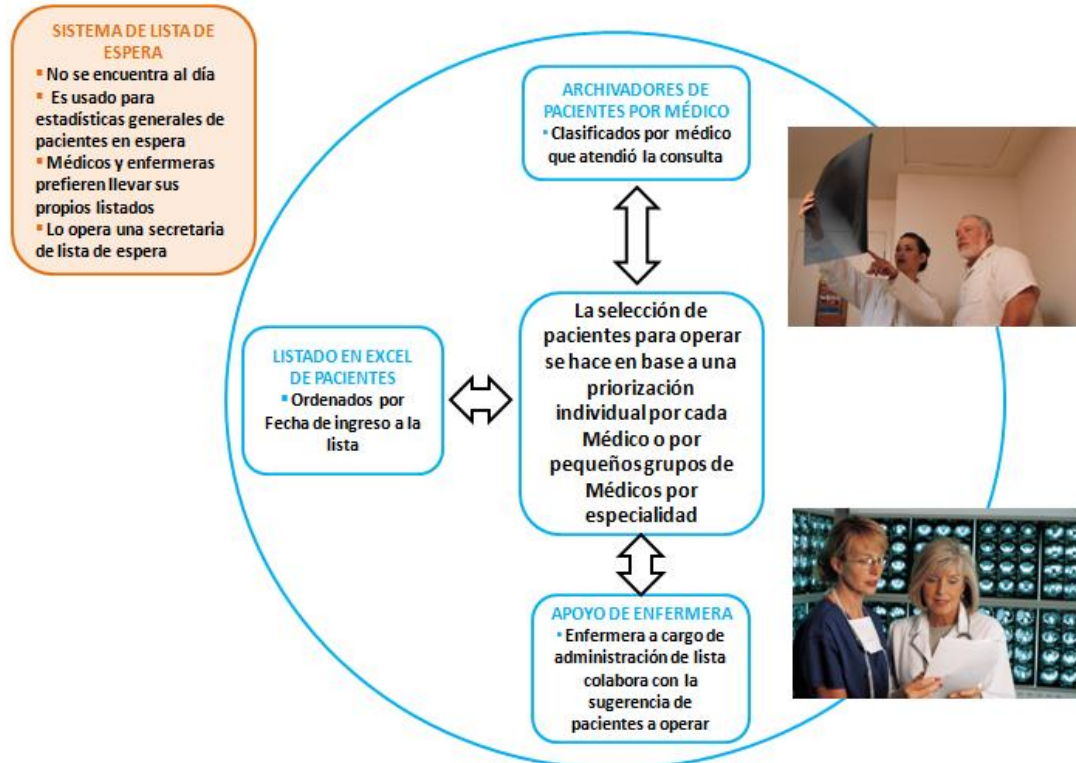 SISTEMA DE LISTA DE
ESPERA
▪ No se encuentra al día
▪ Es usado para
estadísticas generales de
pacientes en espera
▪ Médicos y enfermeras
prefieren llevar sus
propios listados
▪ Lo opera una secretaria
de lista de espera
ARCHIVADORES DE
PACIENTES POR MÉDICO
▪ Clasificados por médico
que atendió la consulta
LISTADO EN EXCEL
DE PACIENTES
▪ Ordenados por
Fecha de ingreso a la
lista
La selección de
pacientes para operar
se hace en base a una
priorización
individual por cada
Médico o por
pequeños grupos de
Médicos por
especialidad
APOYO DE ENFERMERA
▪ Enfermera a cargo de
administración de lista
colabora con la
sugerencia de
pacientes a operar